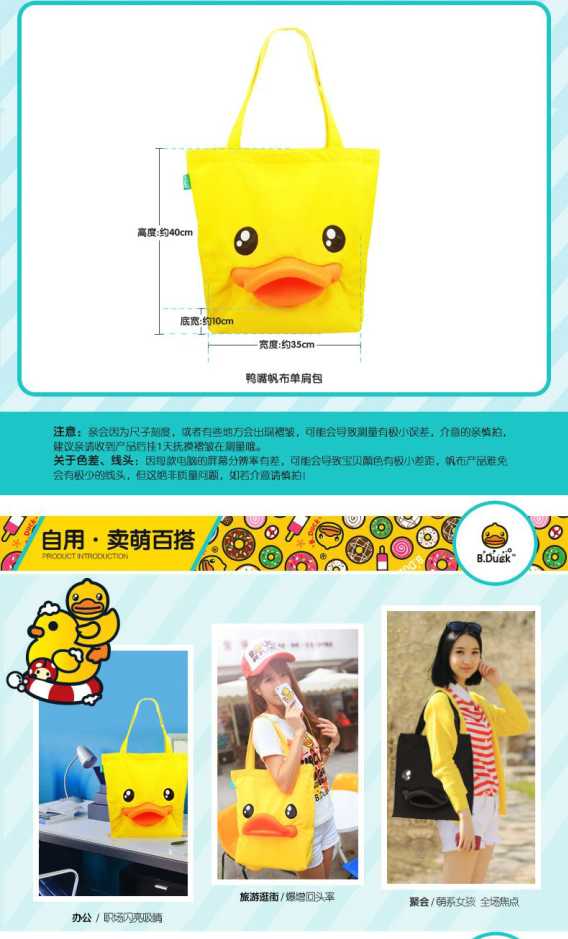 高度:约40cm
底宽:约10cm
宽度:约35cm
鸭嘴帆布单肩包
注意：亲会因为尺子刻度，或者有些地方会出现褶皱，可能会导致测量有极小误差，介意的亲慎拍，
建议亲请收到产品后挂1天抚摸褶皱在测量哦。
关于色差、线头：因每款电脑的屏幕分辨率有差，可能会导致宝贝颜色有极小差距，帆布产品难免
会有极少的线头，但这绝非质量问题，如若介意请慎拍!
自用·卖萌百搭
PRODUCT INTRODUCTION
B.Duck
办公 / 职场闪亮吸睛
旅游逛街/爆增回头率
聚会/萌系女孩 全场焦点